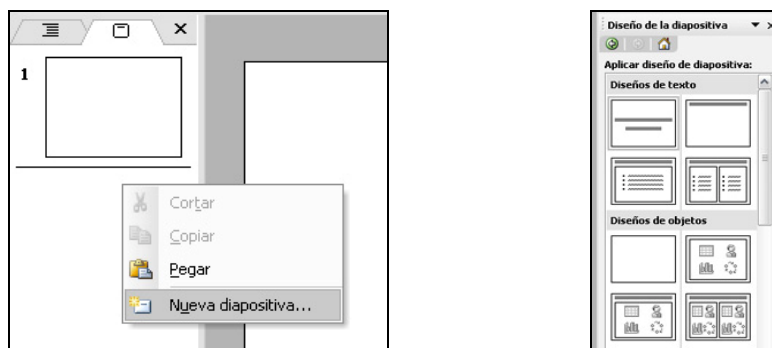 1
Cortar
Copiar
Pegar
Nueva diapositiva...
Diseño de la diapositiva
Aplicar diseño de diapositiva:
Diseños de texto
Diseños de objetos